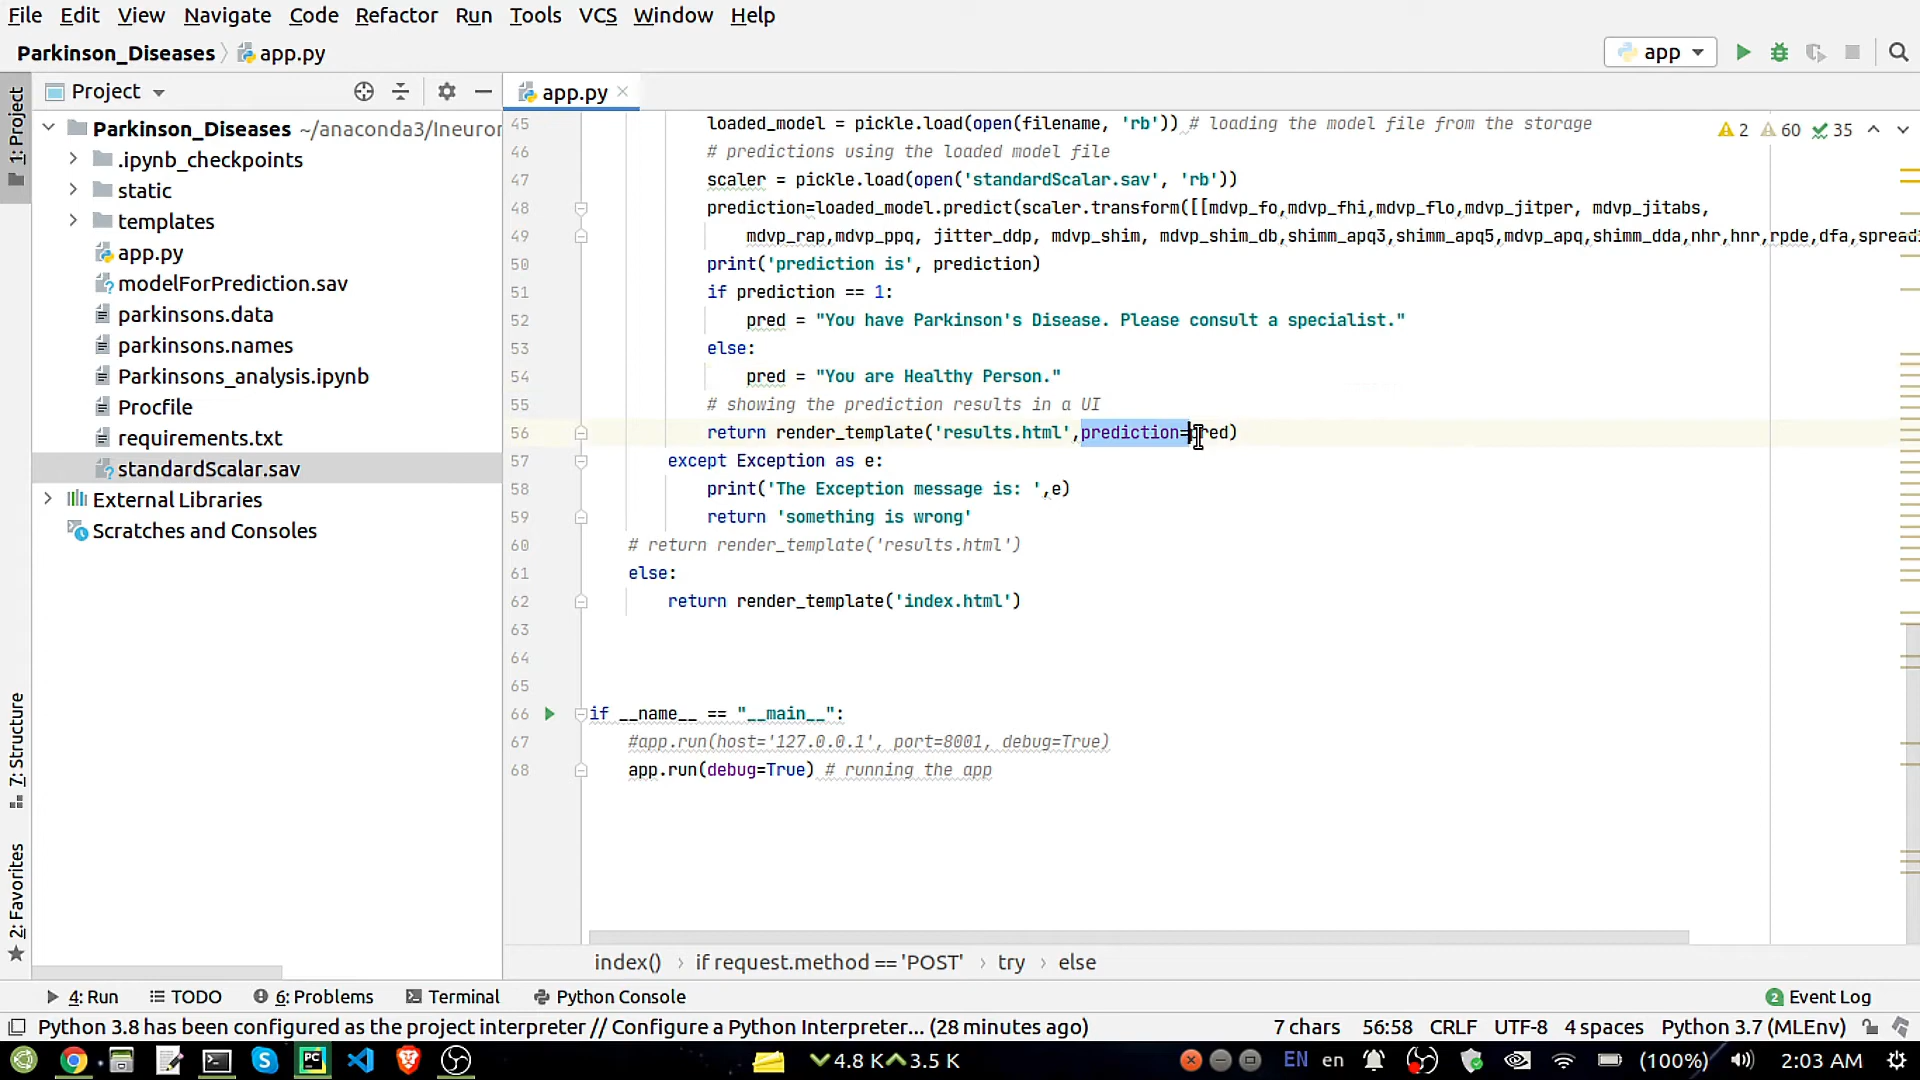 File Edit View Navigate Code Refactor Run Tools VCS Window Help
Parkinson_Diseases app.py
app
Project
app.py
1: Project
7: Structure
2: Favorites
Parkinson_Diseases ~/anaconda3/Ineuror
.ipynb_checkpoints
static
templates
app.py
modelForPrediction.sav
parkinsons.data
parkinsons.names
Parkinsons_analysis.ipynb
Procfile
requirements.txt
standardScalar.sav
External Libraries
Scratches and Consoles
2 60 35
45 loaded_model = pickle.load(open(filename, 'rb')) # loading the model file from the storage
46 # predictions using the loaded model file
47 scaler = pickle.load(open('standardScalar.sav', 'rb'))
48 prediction=loaded_model.predict(scaler.transform([[mdvp_fo,mdvp_fhi,mdvp_flo,mdvp_jitper, mdvp_jitabs,
49 mdvp_rap,mdvp_ppq, jitter_ddp, mdvp_shim, mdvp_shim_db,shimm_apq3,shimm_apq5,mdvp_apq,shimm_dda,nhr,hnr,rpde,dfa,spread
50 print('prediction is', prediction)
51 if prediction == 1:
52 pred = "You have Parkinson's Disease. Please consult a specialist."
53 else:
54 pred = "You are Healthy Person."
55 # showing the prediction results in a UI
56 return render_template('results.html',prediction=pred)
57 except Exception as e:
58 print('The Exception message is: ',e)
59 return 'something is wrong'
60 # return render_template('results.html')
61 else:
62 return render_template('index.html')
63
64
65
66 if __name__ == "__main__":
67 #app.run(host='127.0.0.1', port=8001, debug=True)
68 app.run(debug=True) # running the app
index() if request.method == 'POST' try else
4: Run TODO 6: Problems Terminal Python Console 2 Event Log
Python 3.8 has been configured as the project interpreter // Configure a Python Interpreter... (28 minutes ago) 7 chars 56:58 CRLF UTF-8 4 spaces Python 3.7 (MLEnv)
4.8 K 3.5 K EN en (100%) 2:03 AM